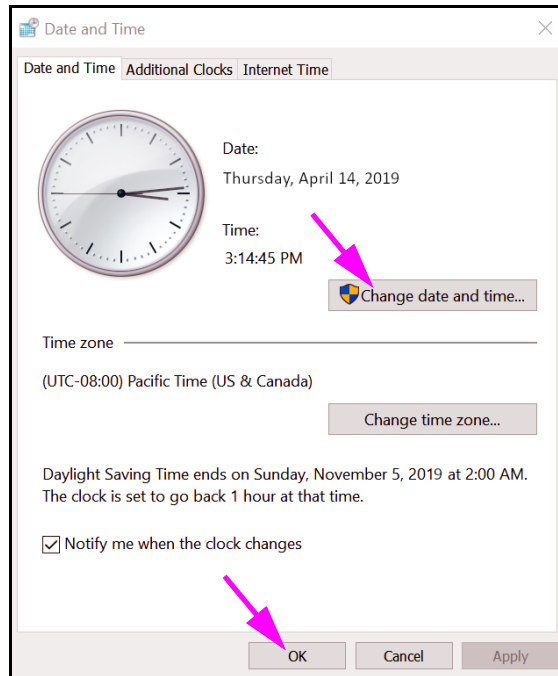 Date and Time
Date and Time Additional Clocks Internet Time
Date:
Thursday, April 14, 2019
Time:
3:14:45 PM
Change date and time...
Time zone
(UTC-08:00) Pacific Time (US & Canada)
Change time zone...
Daylight Saving Time ends on Sunday, November 5, 2019 at 2:00 AM.
The clock is set to go back 1 hour at that time.
Notify me when the clock changes
OK Cancel Apply